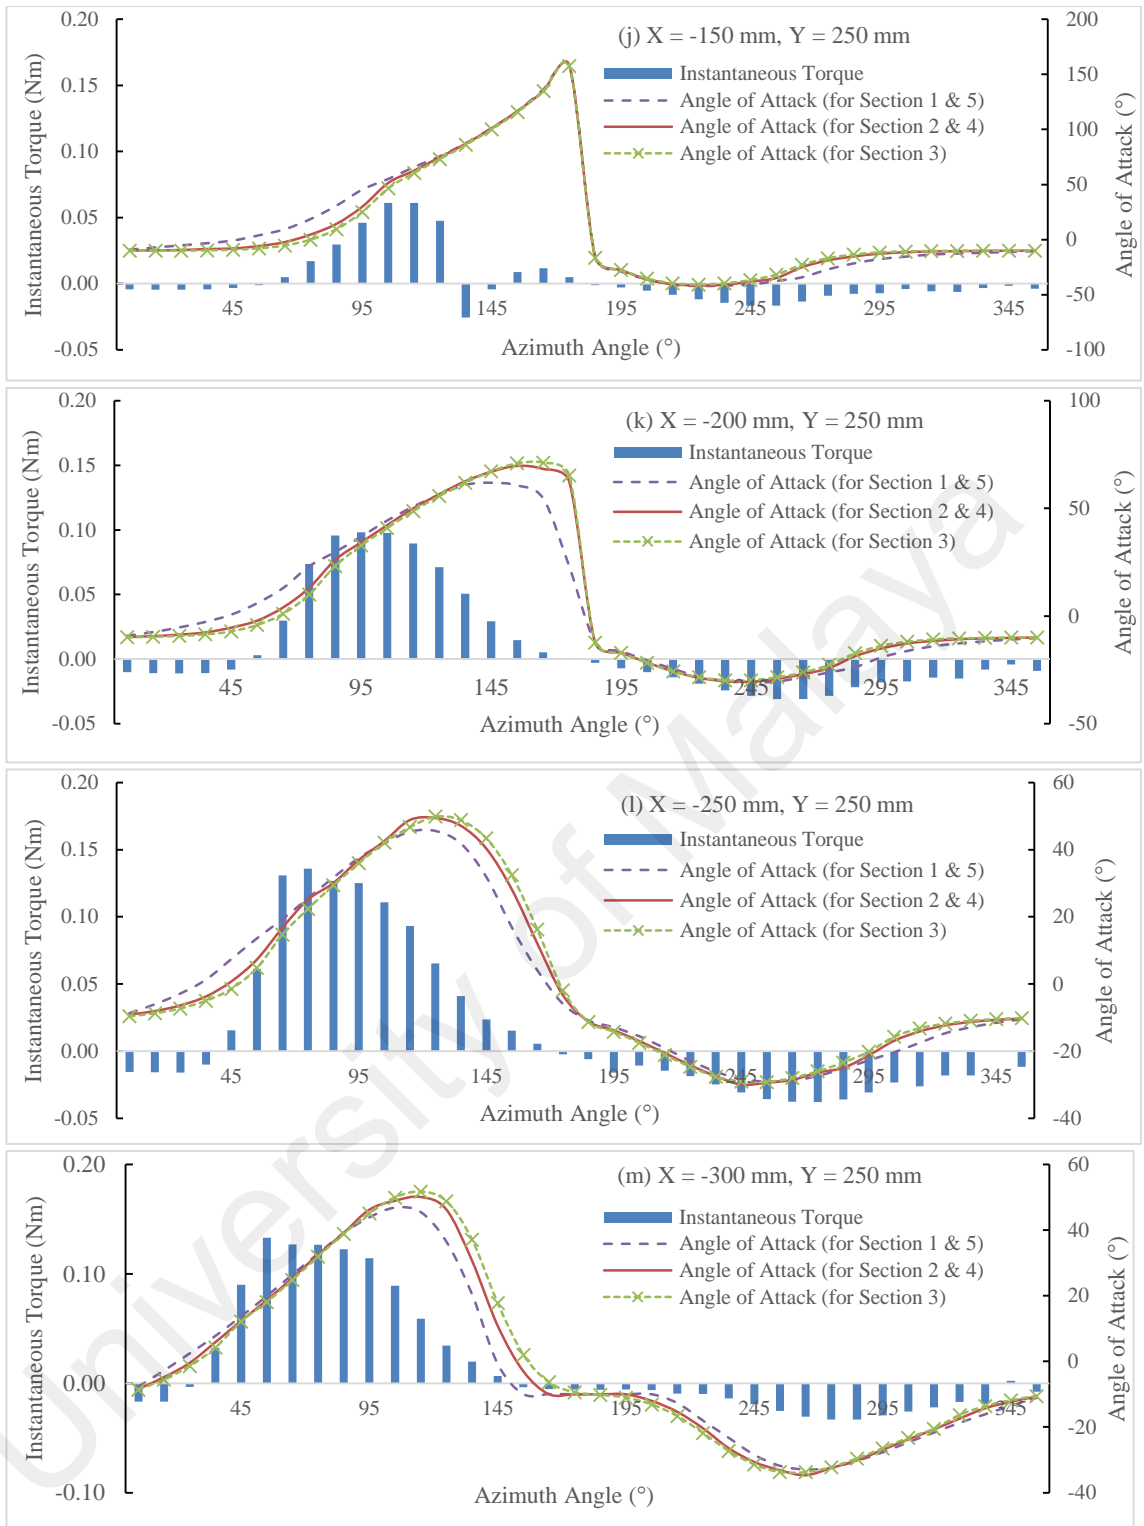 (j) X = -150 mm, Y = 250 mm
Instantaneous Torque
Angle of Attack (for Section 1 & 5)
Angle of Attack (for Section 2 & 4)
Angle of Attack (for Section 3)
Instantaneous Torque (Nm)
0.20
0.15
0.10
0.05
0.00
-0.05
45 95 145 195 245 295 345
Azimuth Angle (°)
200
150
100
50
0
-50
-100
Angle of Attack (°)
(k) X = -200 mm, Y = 250 mm
Instantaneous Torque
Angle of Attack (for Section 1 & 5)
Angle of Attack (for Section 2 & 4)
Angle of Attack (for Section 3)
Instantaneous Torque (Nm)
0.20
0.15
0.10
0.05
0.00
-0.05
45 95 145 195 245 295 345
Azimuth Angle (°)
100
50
0
-50
Angle of Attack (°)
(l) X = -250 mm, Y = 250 mm
Instantaneous Torque
Angle of Attack (for Section 1 & 5)
Angle of Attack (for Section 2 & 4)
Angle of Attack (for Section 3)
Instantaneous Torque (Nm)
0.20
0.15
0.10
0.05
0.00
-0.05
45 95 145 195 245 295 345
Azimuth Angle (°)
60
40
20
0
-20
-40
Angle of Attack (°)
(m) X = -300 mm, Y = 250 mm
Instantaneous Torque
Angle of Attack (for Section 1 & 5)
Angle of Attack (for Section 2 & 4)
Angle of Attack (for Section 3)
Instantaneous Torque (Nm)
0.20
0.10
0.00
-0.10
45 95 145 195 245 295 345
Azimuth Angle (°)
60
40
20
0
-20
-40
Angle of Attack (°)
University of Malaya